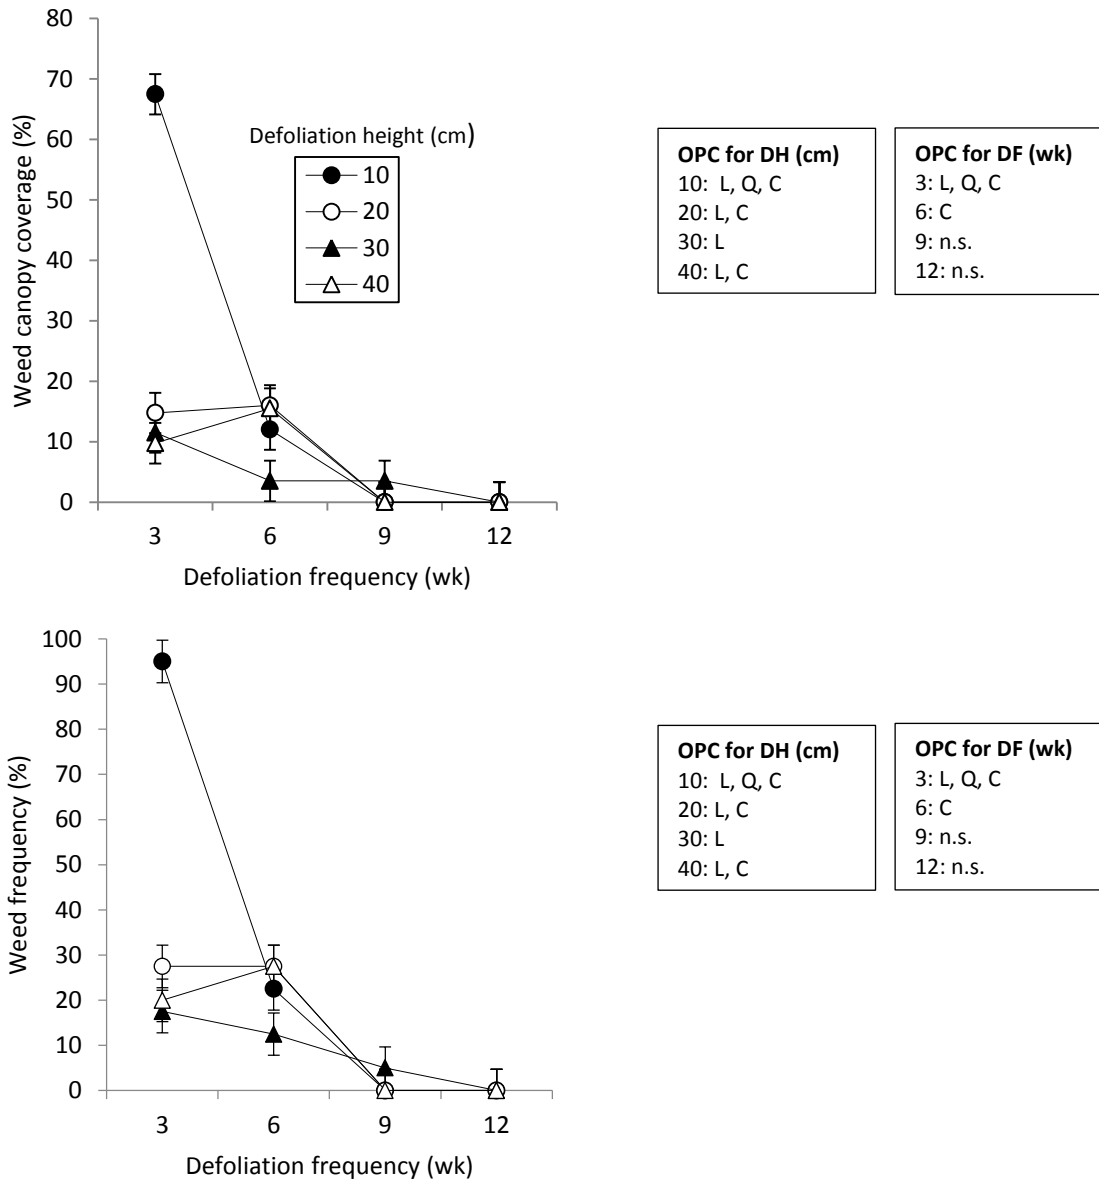 80
70
60
50
40
30
20
10
0
Weed canopy coverage (%)
Defoliation height (cm)
10
20
30
40
3 6 9 12
Defoliation frequency (wk)
OPC for DH (cm)
10: L, Q, C
20: L, C
30: L
40: L, C
OPC for DF (wk)
3: L, Q, C
6: C
9: n.s.
12: n.s.
100
90
80
70
60
50
40
30
20
10
0
Weed frequency (%)
3 6 9 12
Defoliation frequency (wk)
OPC for DH (cm)
10: L, Q, C
20: L, C
30: L
40: L, C
OPC for DF (wk)
3: L, Q, C
6: C
9: n.s.
12: n.s.